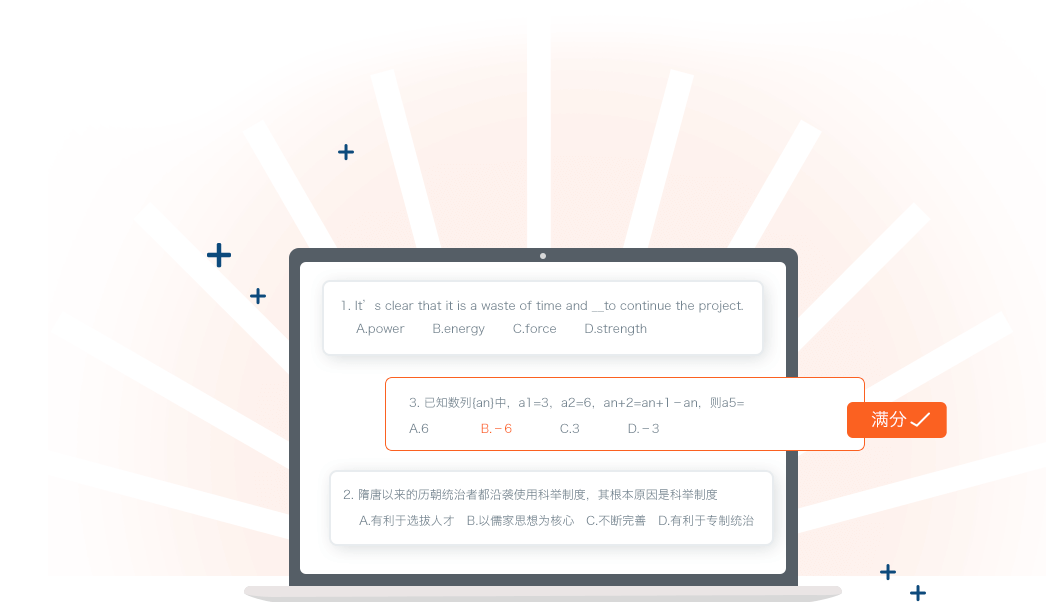 1. It’s clear that it is a waste of time and __to continue the project.
A.power B.energy C.force D.strength
3. 已知数列{an}中，a1=3，a2=6，an+2=an+1－an，则a5=
A.6 B.－6 C.3 D.－3
满分
2. 隋唐以来的历朝统治者都沿袭使用科举制度，其根本原因是科举制度
A.有利于选拔人才 B.以儒家思想为核心 C.不断完善 D.有利于专制统治